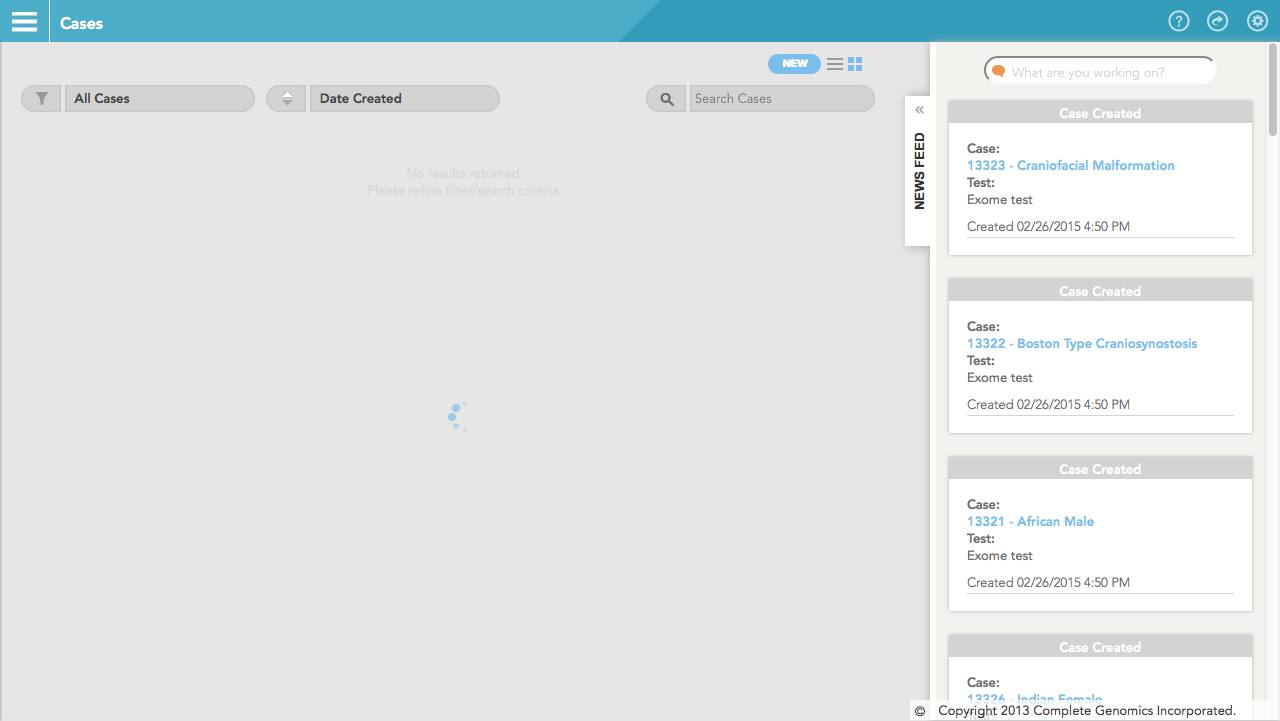 Cases
?
NEW
All Cases
Date Created
Search Cases
No results returned.
Please refine filter/search criteria.
«
NEWS FEED
What are you working on?
Case Created
Case:
13323 - Craniofacial Malformation
Test:
Exome test
Created 02/26/2015 4:50 PM
Case Created
Case:
13322 - Boston Type Craniosynostosis
Test:
Exome test
Created 02/26/2015 4:50 PM
Case Created
Case:
13321 - African Male
Test:
Exome test
Created 02/26/2015 4:50 PM
Case Created
Case:
13326 - Indian Female
© Copyright 2013 Complete Genomics Incorporated.